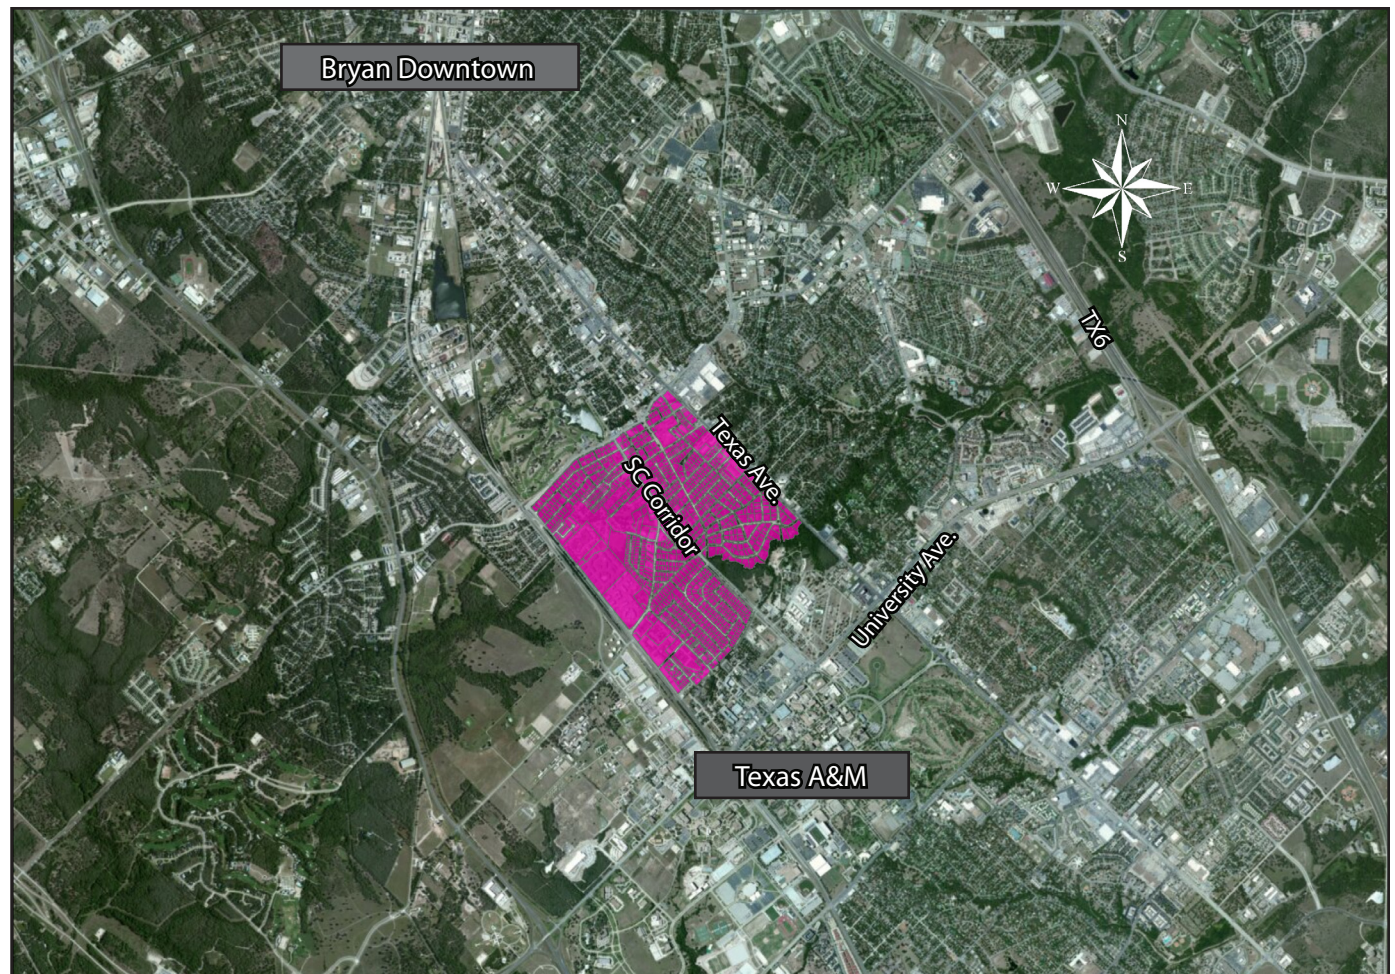 Bryan Downtown
N
W
E
S
TX6
Texas Ave.
SC Corridor
University Ave.
Texas A&M